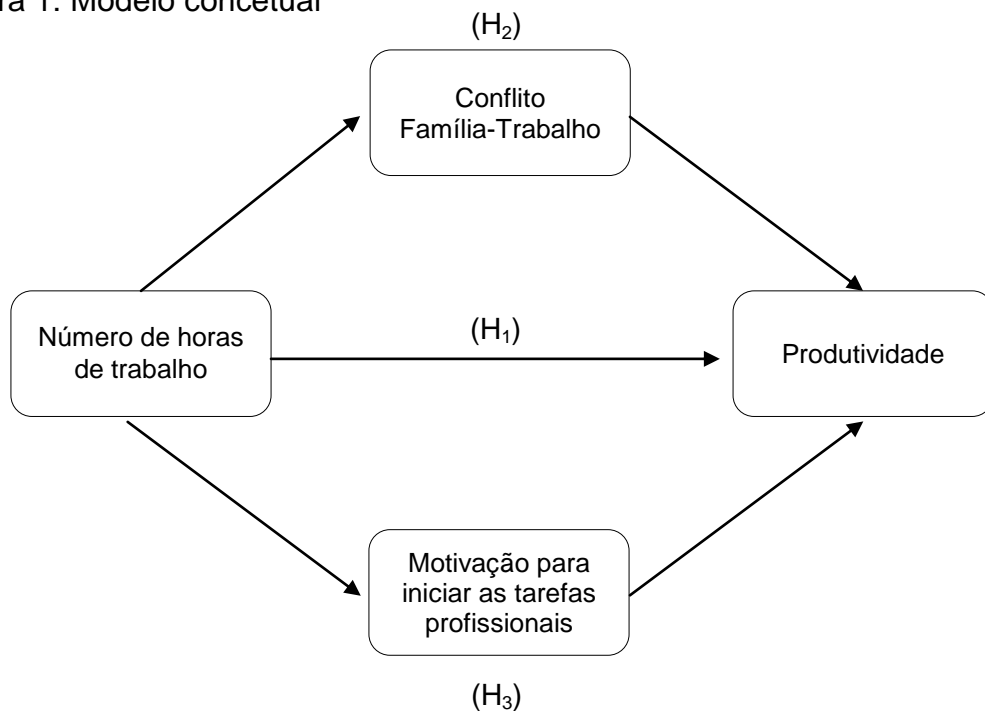 ra 1: Modelo concetual
(H₂)
Conflito
Família-Trabalho
Número de horas
de trabalho
(H₁)
Produtividade
Motivação para
iniciar as tarefas
profissionais
(H₃)